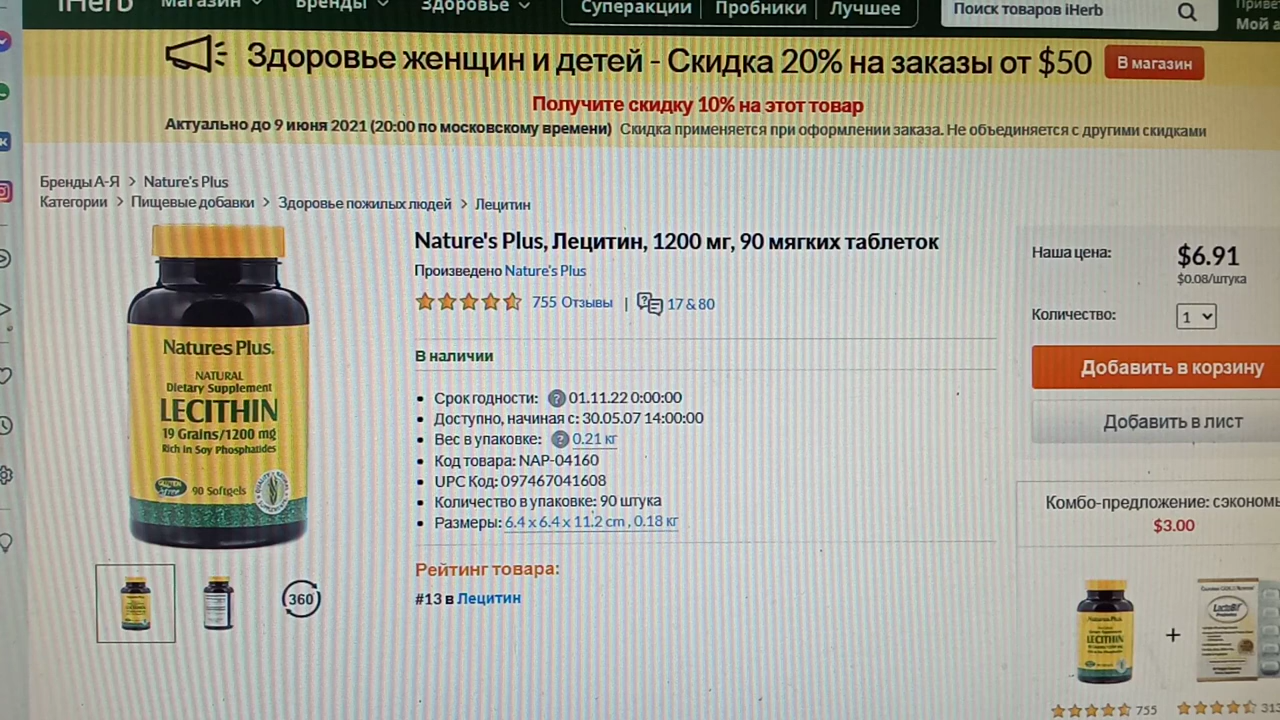 iHerb Магазин Бренды Здоровье Суперакции Пробники Лучшее Поиск товаров iHerb
Мой
Здоровье женщин и детей - Скидка 20% на заказы от $50 В магазин
Получите скидку 10% на этот товар
Актуально до 9 июня 2021 (20:00 по московскому времени) Скидка применяется при оформлении заказа. Не объединяется с другими скидками
Бренды А-Я > Nature's Plus
Категории > Пищевые добавки > Здоровье пожилых людей > Лецитин
Nature's Plus, Лецитин, 1200 мг, 90 мягких таблеток
Произведено Nature's Plus
755 Отзывы | 17 & 80
В наличии
Срок годности: ? 01.11.22 0:00:00
Доступно, начиная с: 30.05.07 14:00:00
Вес в упаковке: ? 0.21 кг
Код товара: NAP-04160
UPC Код: 097467041608
Количество в упаковке: 90 штука
Размеры: 6.4 x 6.4 x 11.2 cm , 0.18 кг
Рейтинг товара:
#13 в Лецитин
NaturesPlus.
NATURAL
Dietary Supplement
LECITHIN
19 Grains/1200 mg
Rich in Soy Phosphatides
GLUTEN free
90 Softgels
360
Наша цена: $6.91
$0.08/штука
Количество: 1
Добавить в корзину
Добавить в лист
Комбо-предложение: сэкономь
$3.00
NaturesPlus
LECITHIN
+
LactoBif
755 313